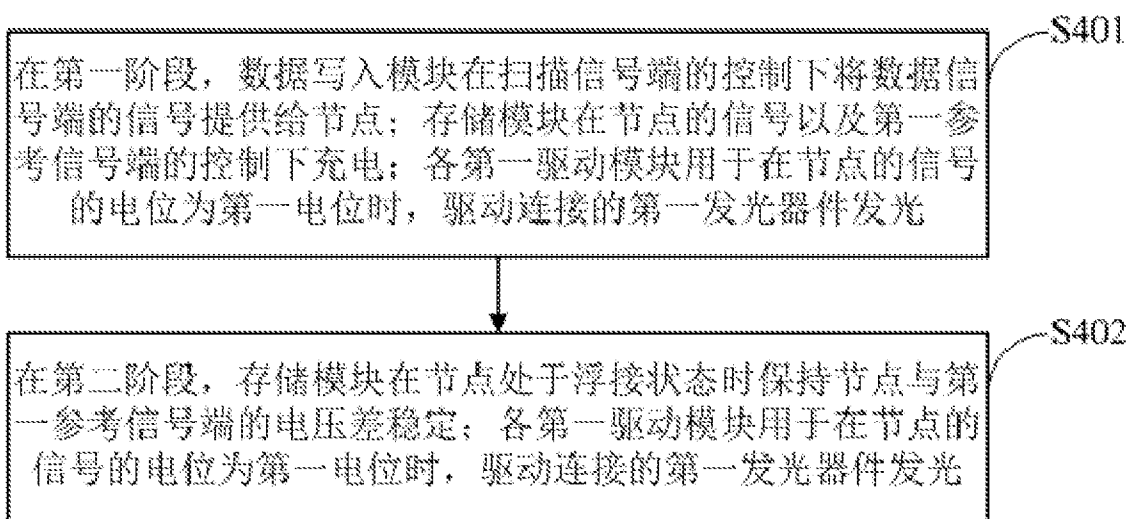 S401
在第一阶段，数据写入模块在扫描信号端的控制下将数据信
号端的信号提供给节点；存储模块在节点的信号以及第一参
考信号端的控制下充电；各第一驱动模块用于在节点的信号
的电位为第一电位时，驱动连接的第一发光器件发光
S402
在第二阶段，存储模块在节点处于浮接状态时保持节点与第
一参考信号端的电压差稳定；各第一驱动模块用于在节点的
信号的电位为第一电位时，驱动连接的第一发光器件发光